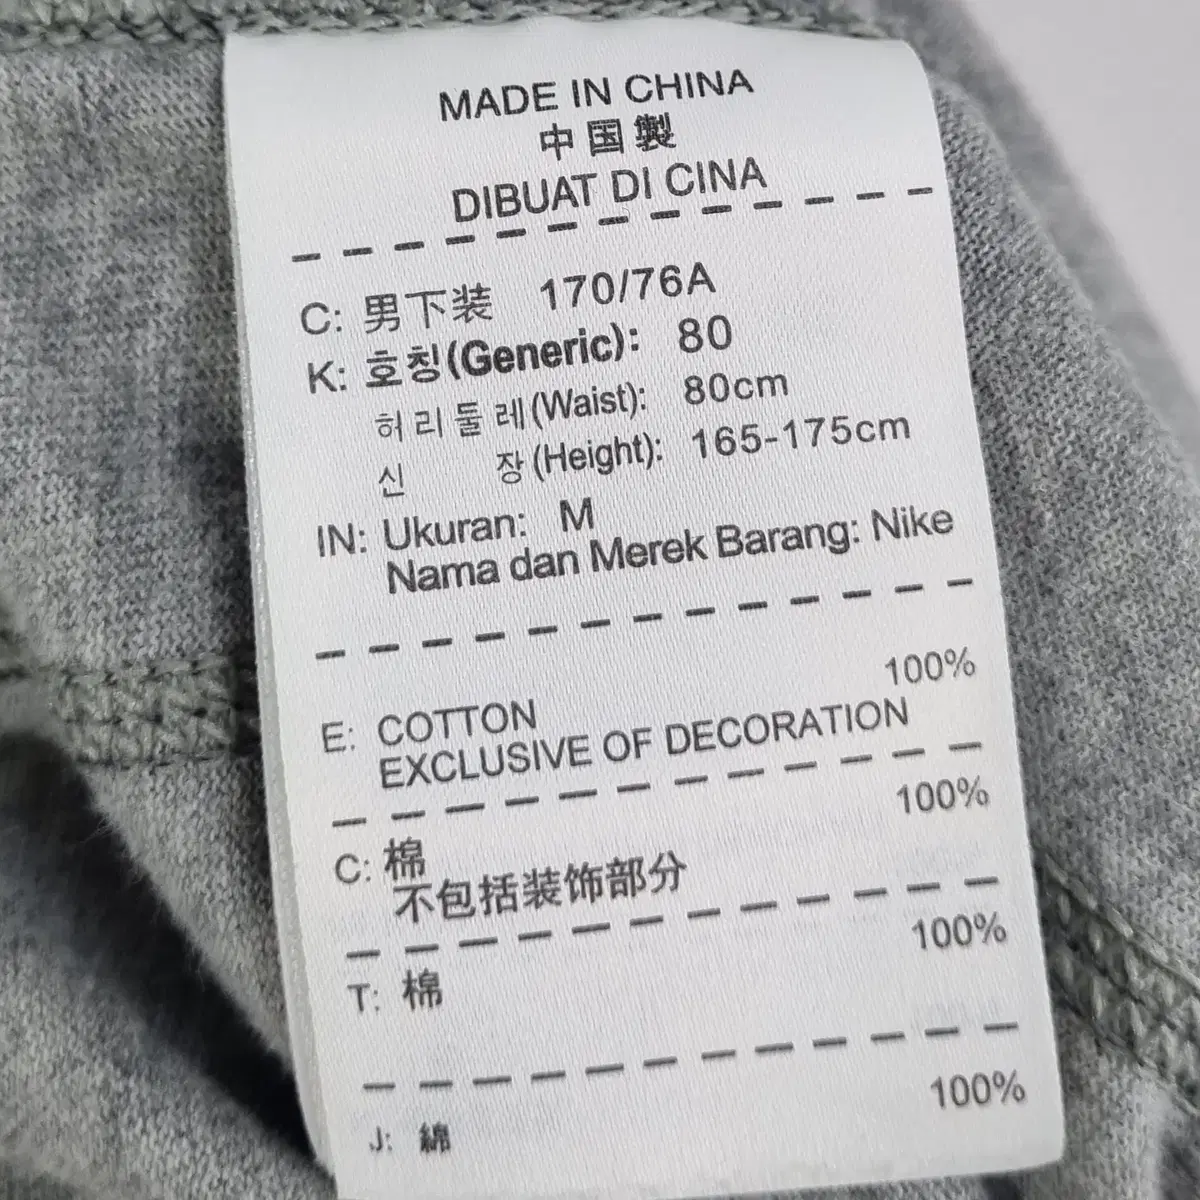 MADE IN CHINA
中国製
DIBUAT DI CINA
C: 男下装 170/76A
K: 호칭(Generic): 80
허리둘레(Waist): 80cm
신 장(Height): 165-175cm
IN: Ukuran: M
Nama dan Merek Barang: Nike
100%
E: COTTON
EXCLUSIVE OF DECORATION
100%
C: 棉
不包括装饰部分
100%
T: 棉
100%
J: 綿